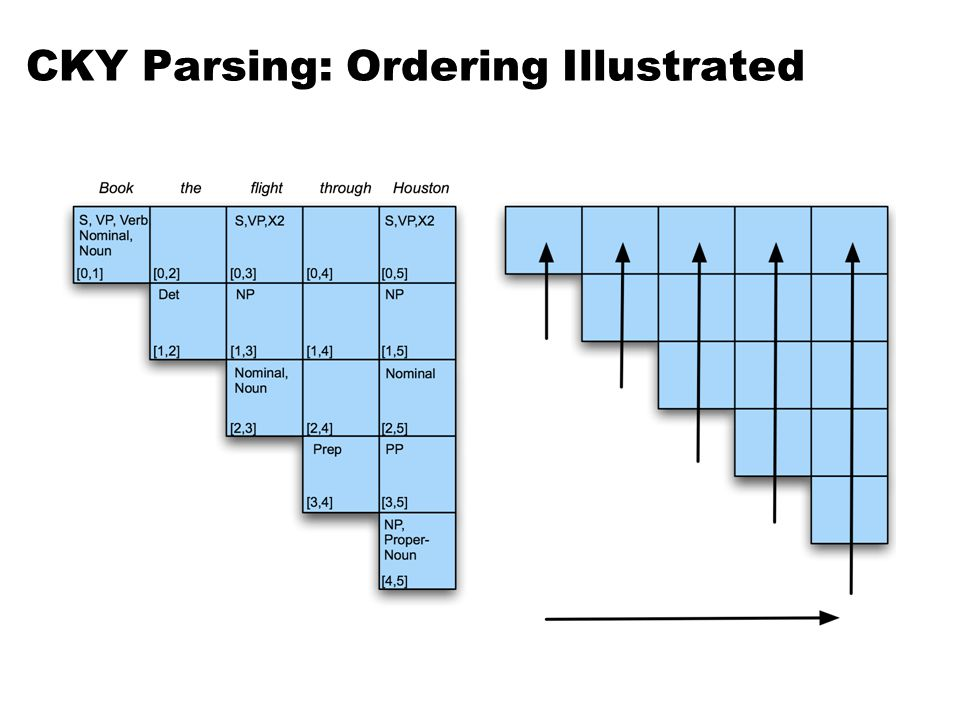 CKY Parsing: Ordering Illustrated
Book the flight through Houston
S, VP, Verb
Nominal,
Noun
[0,1]
[0,2]
S,VP,X2
[0,3]
[0,4]
S,VP,X2
[0,5]
Det
[1,2]
NP
[1,3]
[1,4]
NP
[1,5]
Nominal,
Noun
[2,3]
[2,4]
Nominal
[2,5]
Prep
[3,4]
PP
[3,5]
NP,
Proper-
Noun
[4,5]